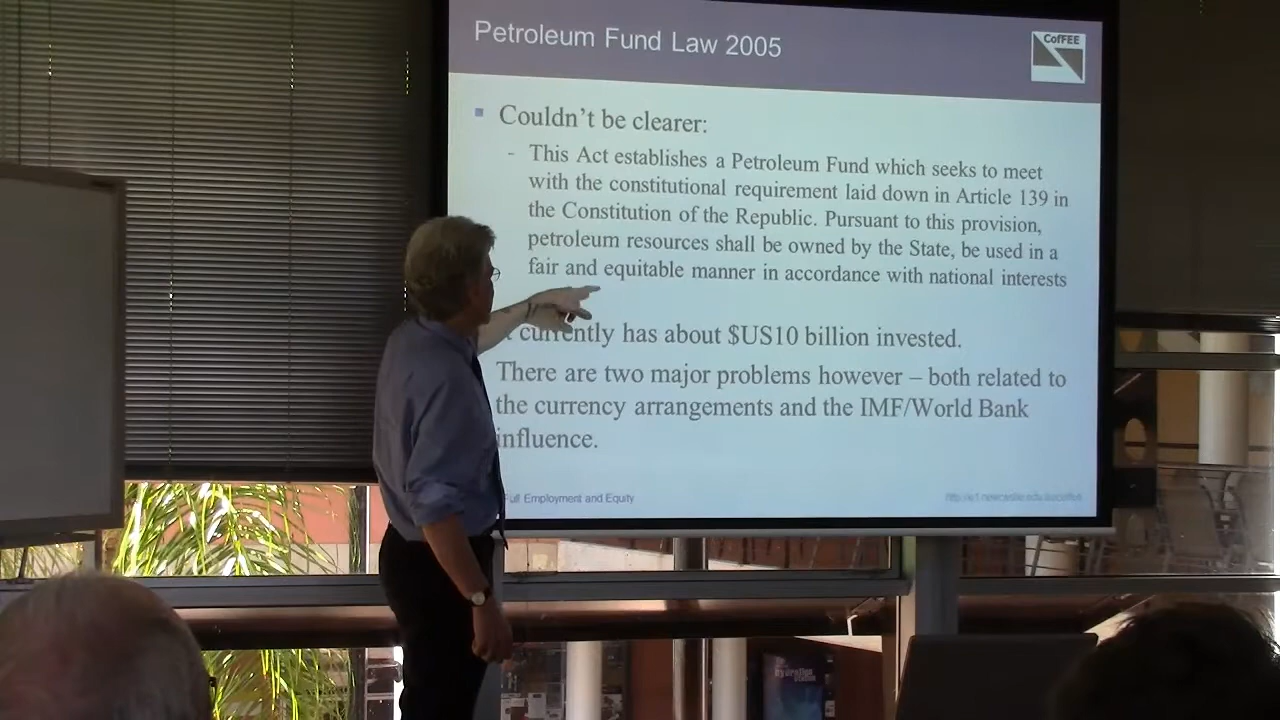 Petroleum Fund Law 2005
CofFEE
Couldn't be clearer:
- This Act establishes a Petroleum Fund which seeks to meet
with the constitutional requirement laid down in Article 139 in
the Constitution of the Republic. Pursuant to this provision,
petroleum resources shall be owned by the State, be used in a
fair and equitable manner in accordance with national interests
currently has about $US10 billion invested.
There are two major problems however – both related to
the currency arrangements and the IMF/World Bank
influence.
Full Employment and Equity